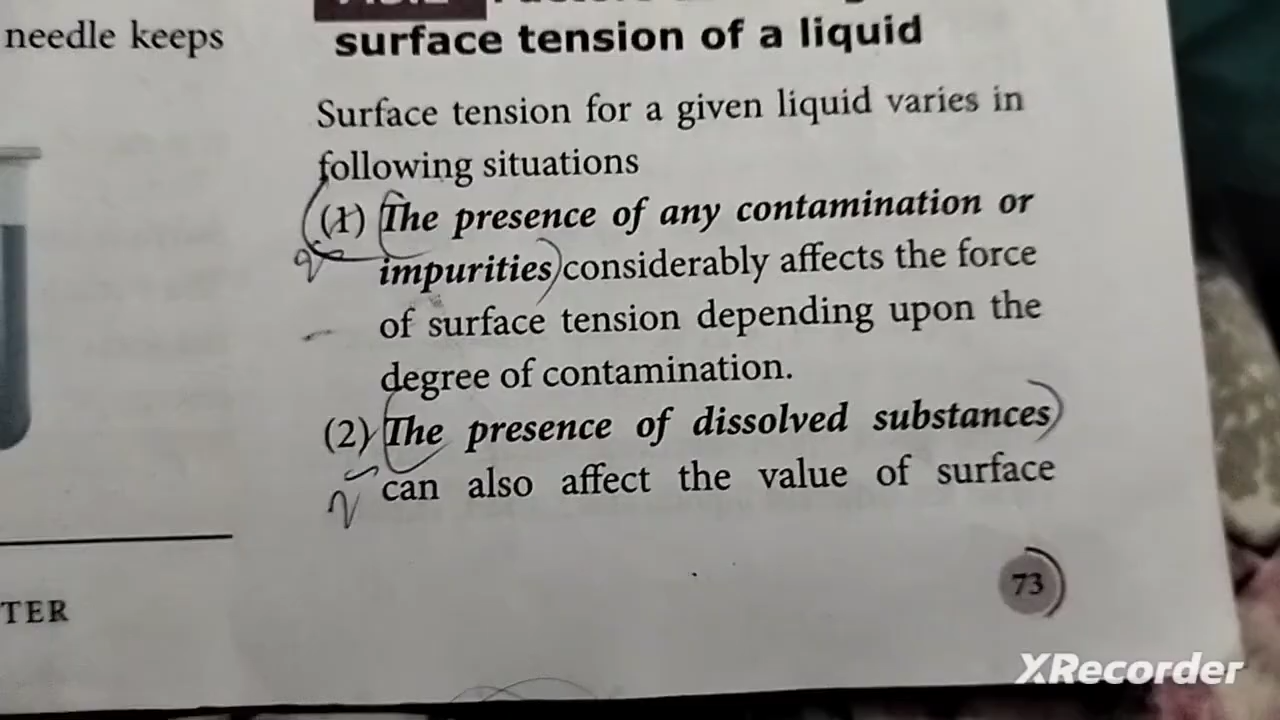 needle keeps
TER
surface tension of a liquid
Surface tension for a given liquid varies in
following situations
(1) The presence of any contamination or
impurities considerably affects the force
of surface tension depending upon the
degree of contamination.
(2) The presence of dissolved substances
can also affect the value of surface
73
XRecorder